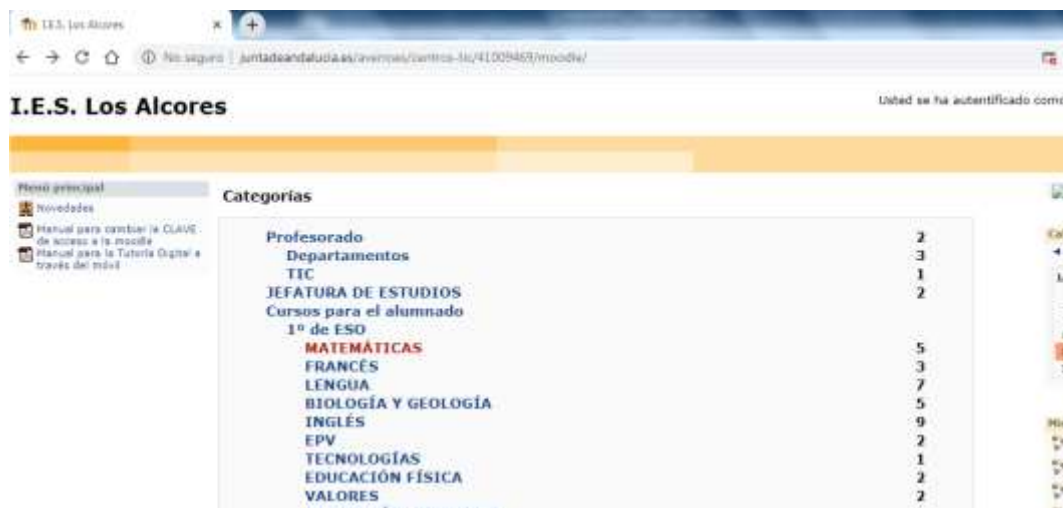 I.E.S. Los Alcores
No seguro | juntadeandalucia.es/averroes/centros-tic/41009469/moodle/
I.E.S. Los Alcores
Usted se ha autentificado como
Menú principal
Novedades
Manual para cambiar la CLAVE
de acceso a la moodle
Manual para la Tutoría Digital a
través del móvil
Categorías
Profesorado 2
Departamentos 3
TIC 1
JEFATURA DE ESTUDIOS 2
Cursos para el alumnado
1º de ESO
MATEMÁTICAS 5
FRANCÉS 3
LENGUA 7
BIOLOGÍA Y GEOLOGÍA 5
INGLÉS 9
EPV 2
TECNOLOGÍAS 1
EDUCACIÓN FÍSICA 2
VALORES 2